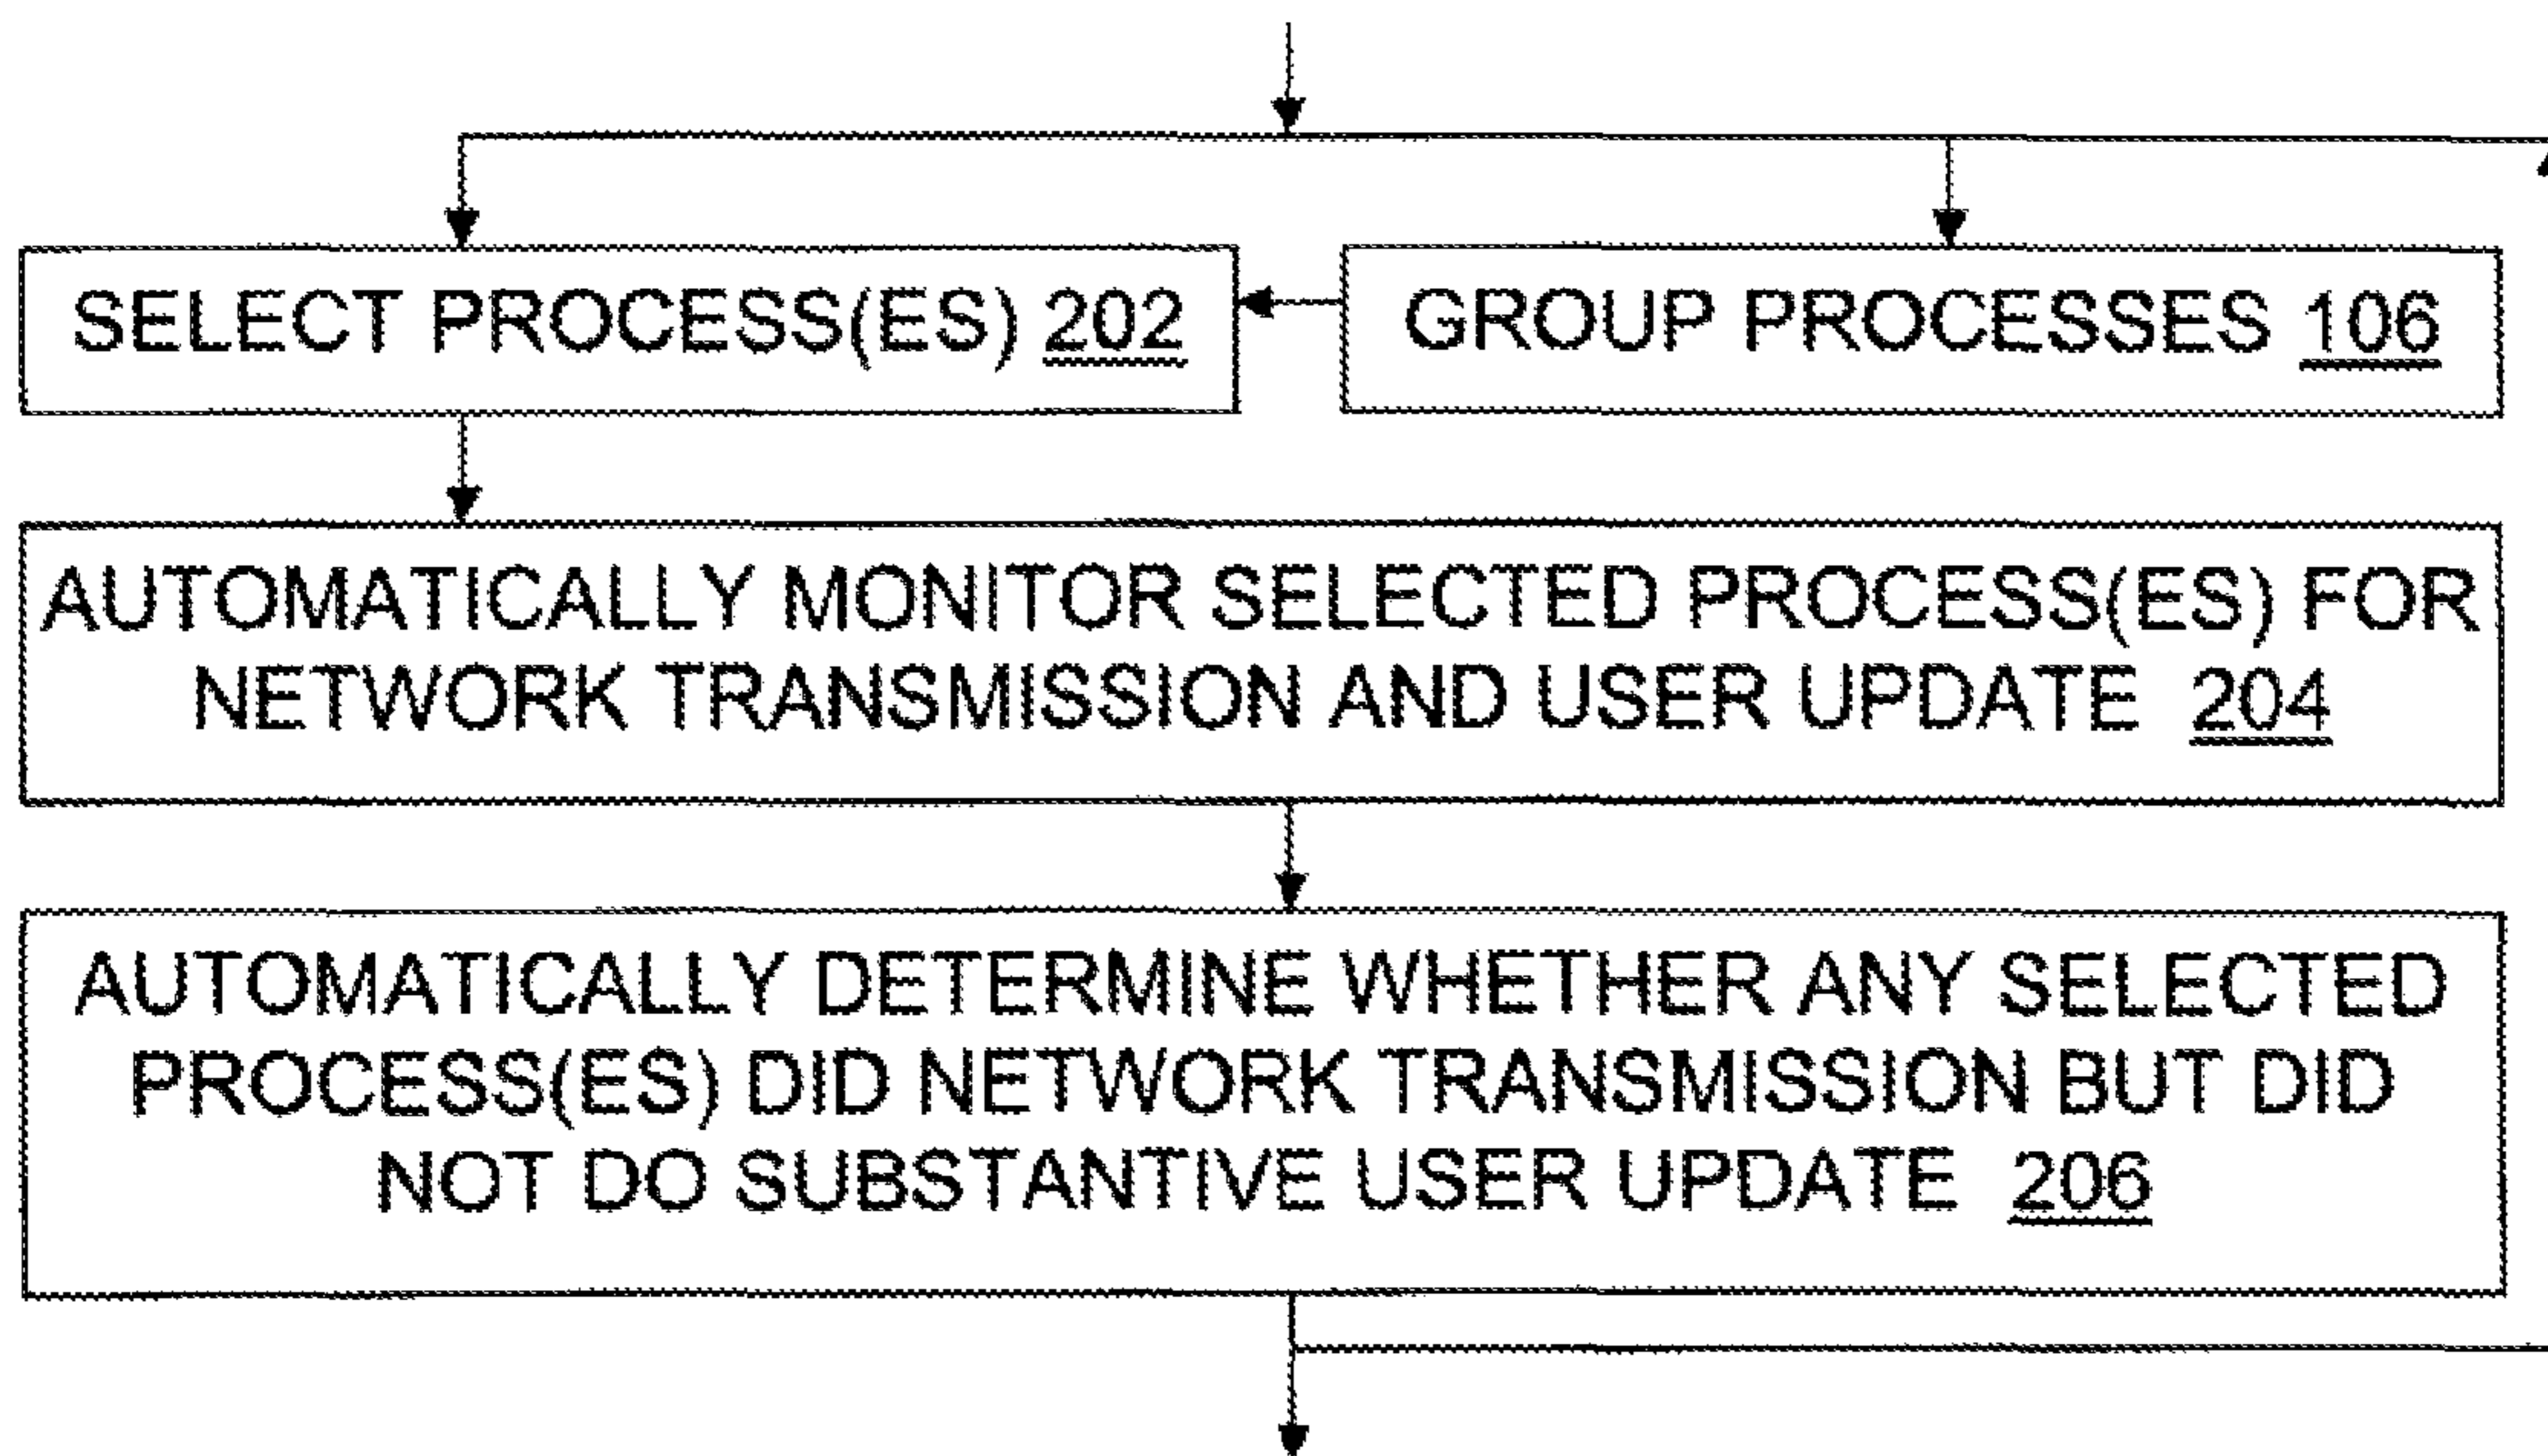 SELECT PROCESS(ES) 202
GROUP PROCESSES 106
AUTOMATICALLY MONITOR SELECTED PROCESS(ES) FOR
NETWORK TRANSMISSION AND USER UPDATE 204
AUTOMATICALLY DETERMINE WHETHER ANY SELECTED
PROCESS(ES) DID NETWORK TRANSMISSION BUT DID
NOT DO SUBSTANTIVE USER UPDATE 206